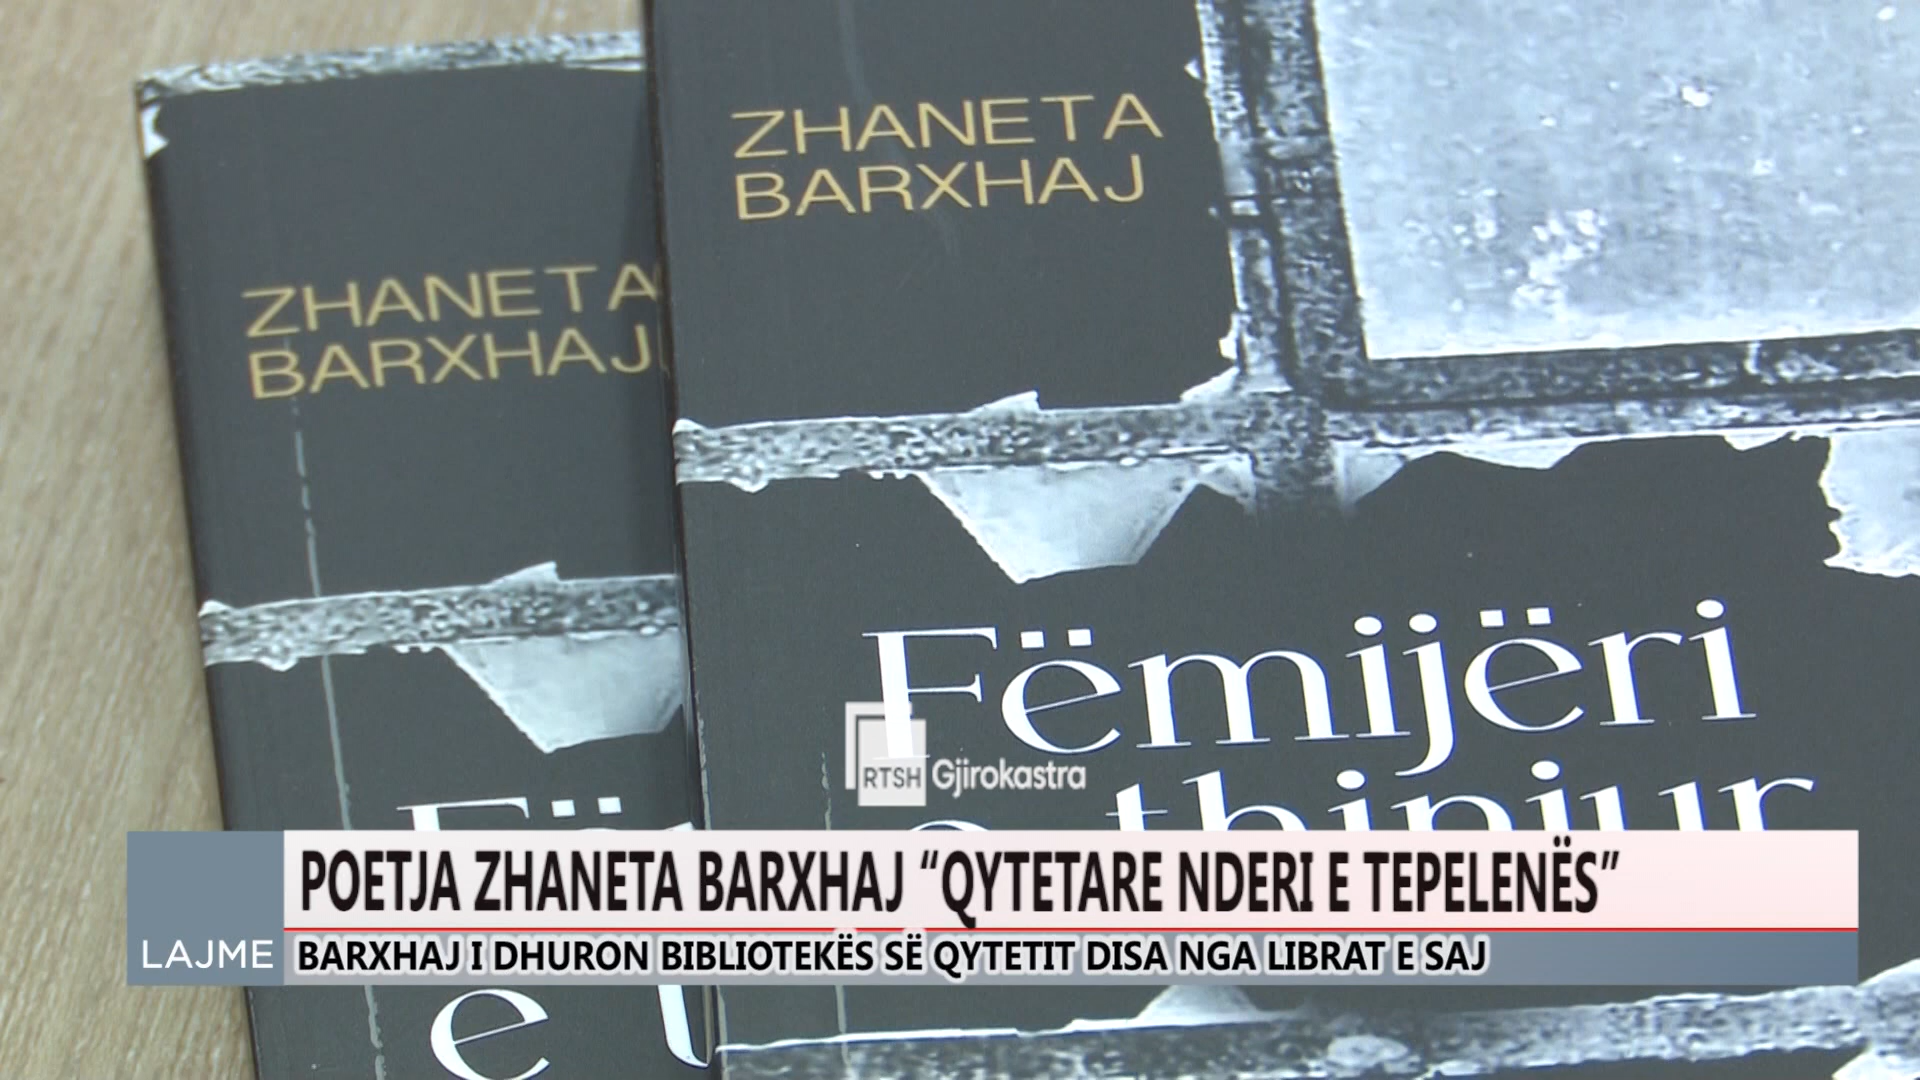 ZHANETA
BARXHAJ
ZHANETA
BARXHAJ
Fëmijëri
e thinjur
RTSH Gjirokastra
POETJA ZHANETA BARXHAJ “QYTETARE NDERI E TEPELENËS”
LAJME
BARXHAJ I DHURON BIBLIOTEKËS SË QYTETIT DISA NGA LIBRAT E SAJ
e